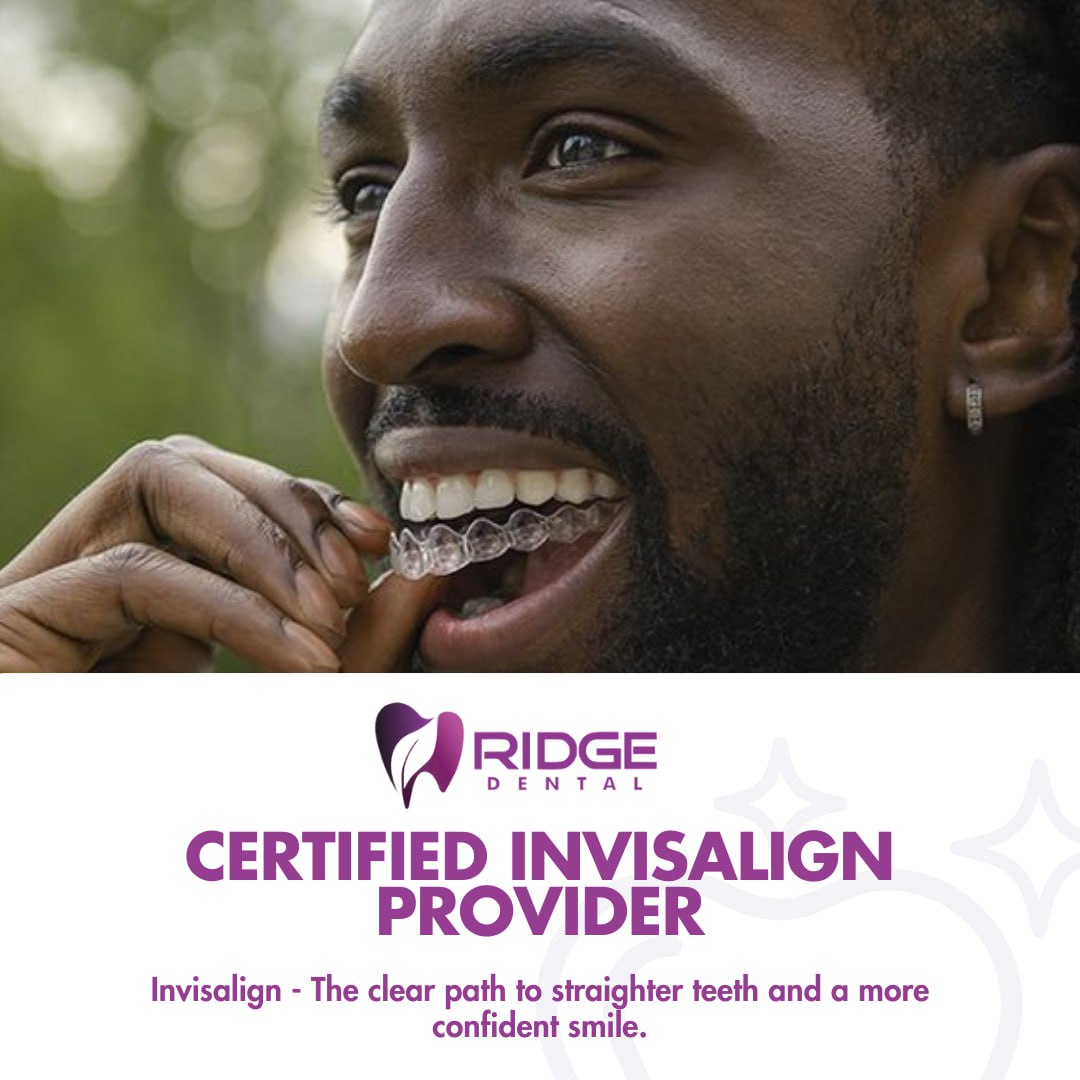 RIDGE
DENTAL
CERTIFIED INVISALIGN
PROVIDER
Invisalign - The clear path to straighter teeth and a more
confident smile.